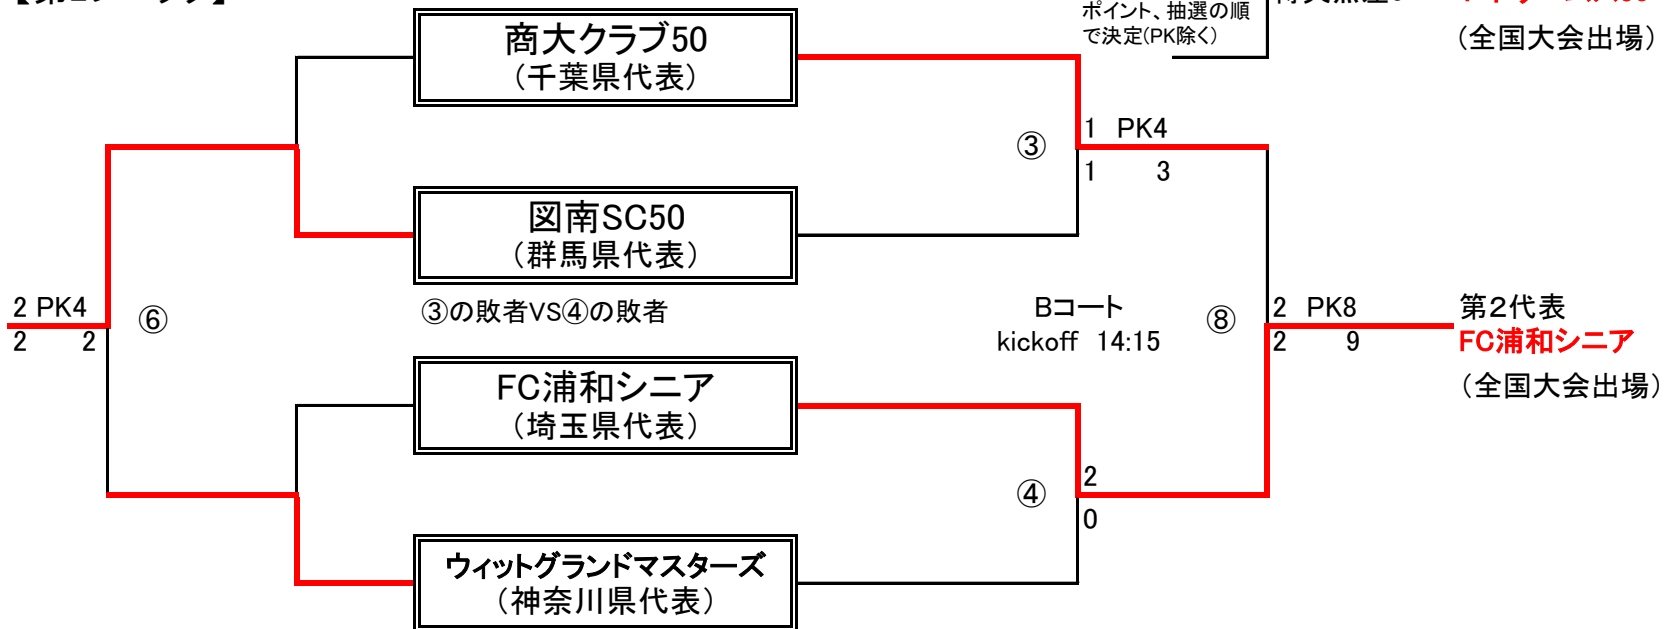 ポイント、抽選の順
で決定(PK除く)
(全国大会出場)
商大クラブ50
(千葉県代表)
③
1 PK4
1 3
図南SC50
(群馬県代表)
2 PK4
2 2
⑥
③の敗者VS④の敗者
Bコート
kickoff 14:15
⑧
2 PK8
2 9
第2代表
FC浦和シニア
(全国大会出場)
FC浦和シニア
(埼玉県代表)
④
2
0
ウィットグランドマスターズ
(神奈川県代表)